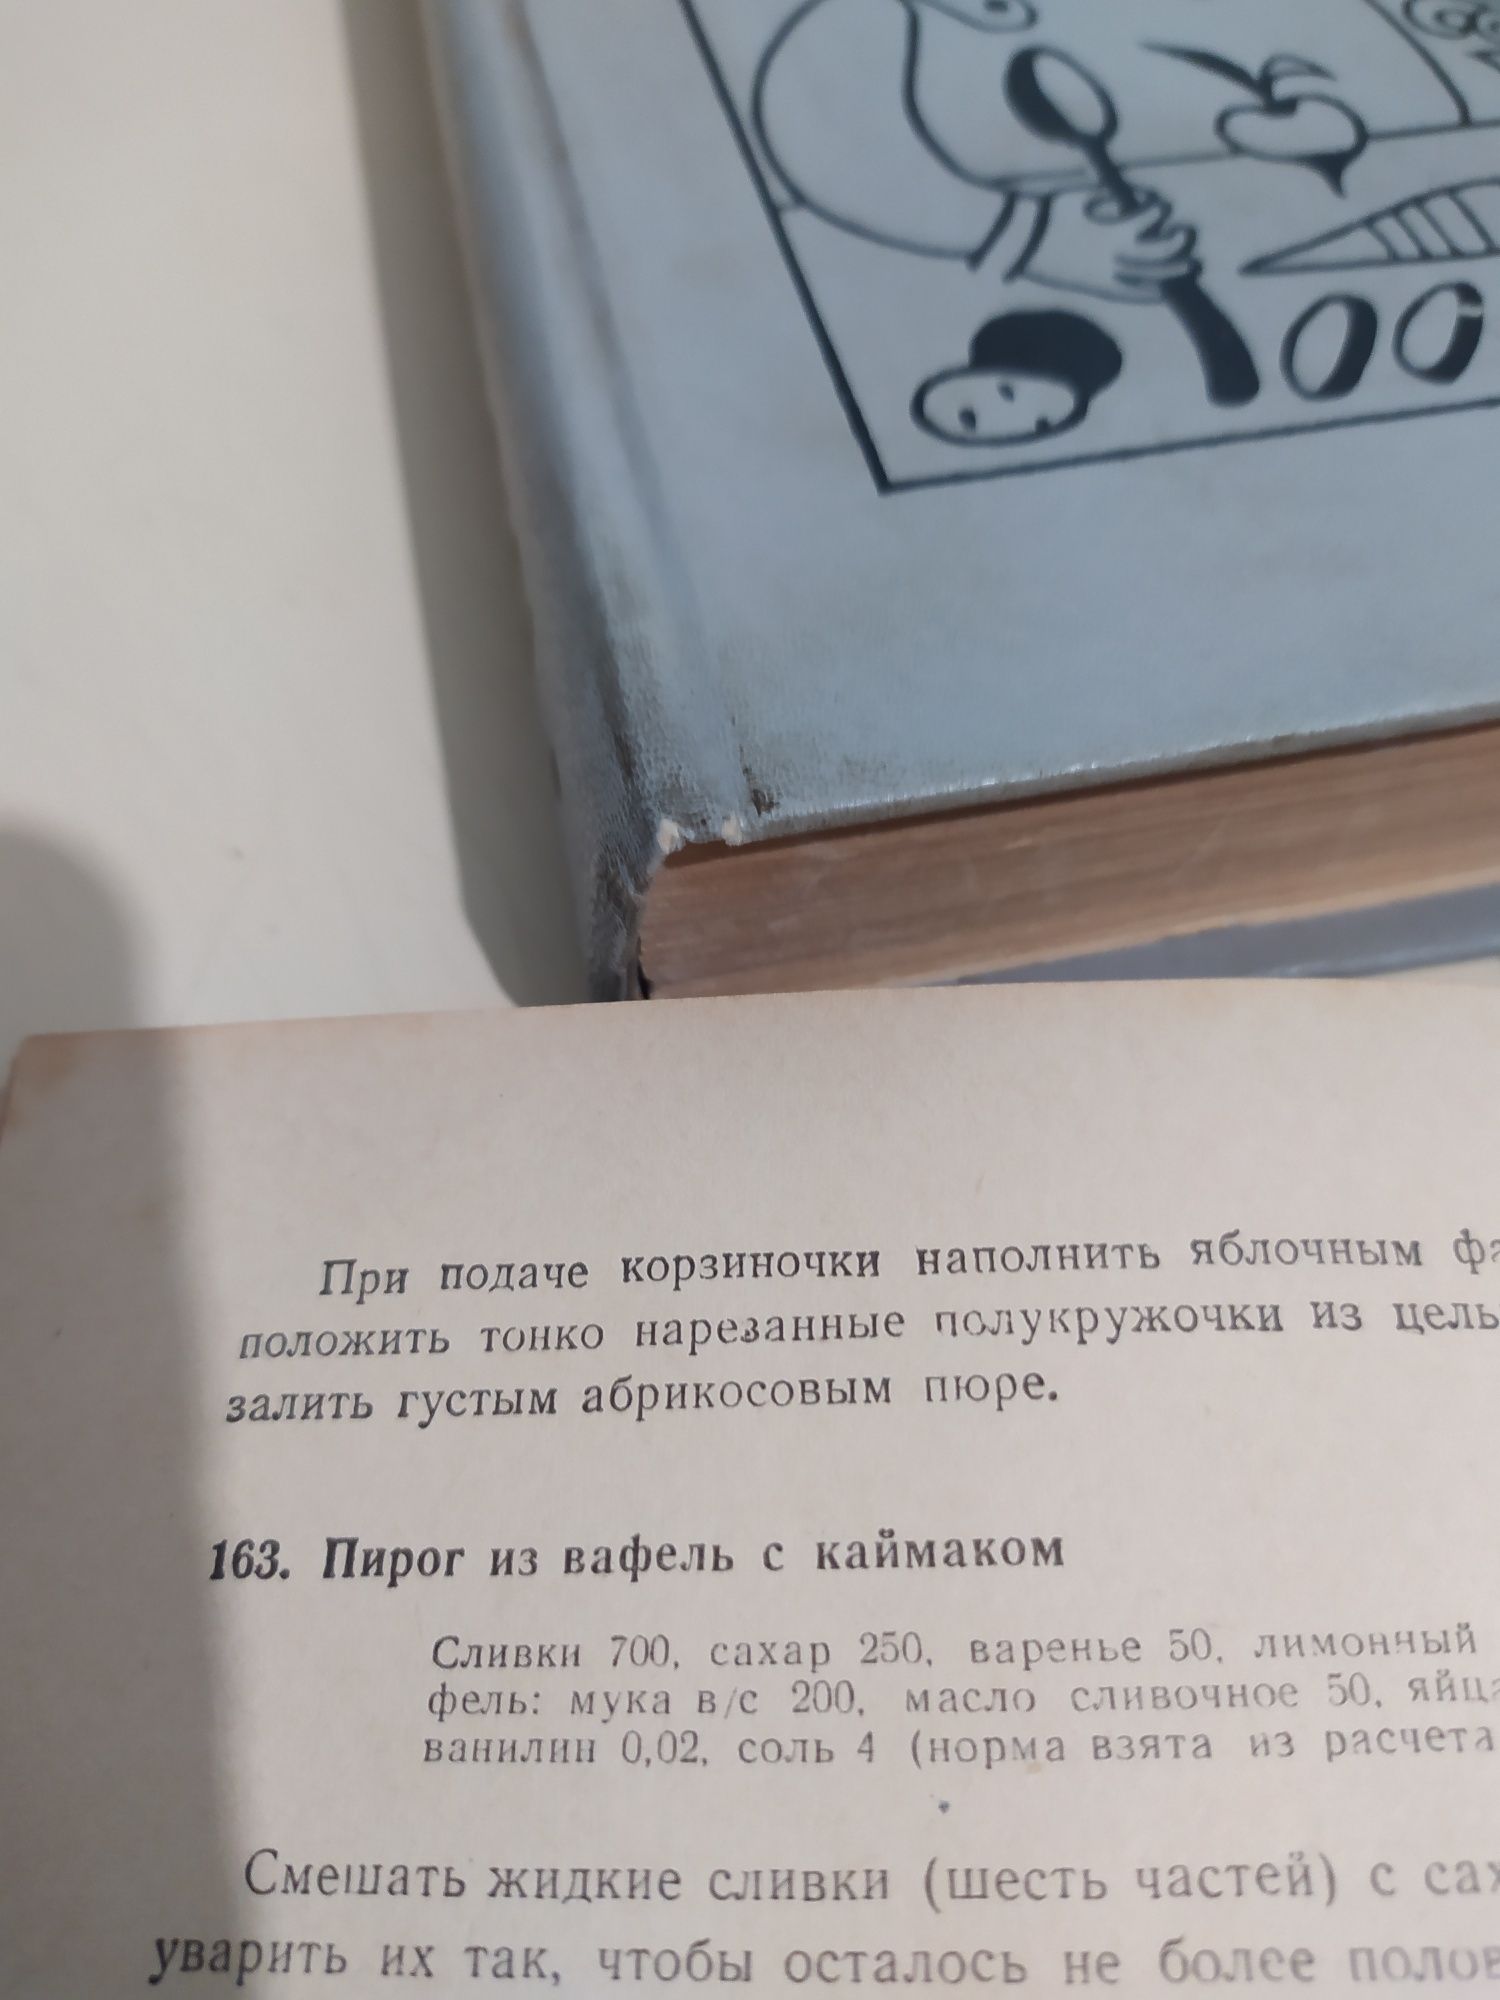 При подаче корзиночки наполнить яблочным
положить тонко нарезанные полукружочки из
залить густым абрикосовым пюре.
163. Пирог из вафель с каймаком
Сливки 700, сахар 250, варенье 50, лимонный
фель: мука в/с 200, масло сливочное 50,
ванилин 0,02, соль 4 (норма взята из расчета
Смешать жидкие сливки (шесть частей) с
уварить их так, чтобы осталось не более